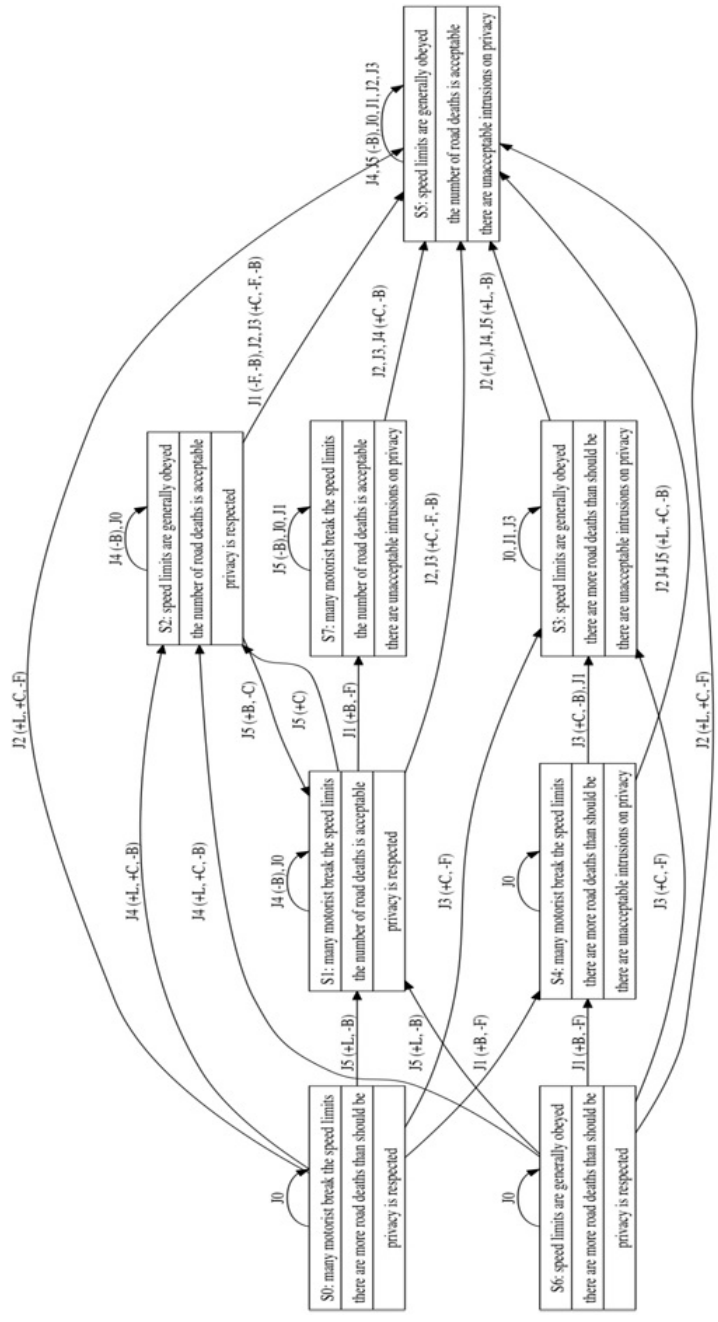 J2 (+L, +C, -F)
J4 (+L, +C, -B)
J4 (+L, +C, -B)
J0
S0: many motorist break the speed limits
there are more road deaths than should be
privacy is respected
J5 (+L, -B)
J5 (+L, -B)
J1 (+B, -F)
J3 (+C, -F)
J0
S6: speed limits are generally obeyed
there are more road deaths than should be
privacy is respected
J1 (+B, -F)
J4 (-B), J0
S1: many motorist break the speed limits
the number of road deaths is acceptable
privacy is respected
J5 (+B, -C)
J5 (+C)
J1 (+B, -F)
J0
S4: many motorist break the speed limits
there are more road deaths than should be
there are unacceptable intrusions on privacy
J3 (+C, -B), J1
J3 (+C, -F)
J2 (+L, +C, -F)
J4 (-B), J0
S2: speed limits are generally obeyed
the number of road deaths is acceptable
privacy is respected
J5 (-B), J0, J1
S7: many motorist break the speed limits
the number of road deaths is acceptable
there are unacceptable intrusions on privacy
J2, J3 (+C, -F, -B)
J0, J1, J3
S3: speed limits are generally obeyed
there are more road deaths than should be
there are unacceptable intrusions on privacy
J2 J4 J5 (+L, +C, -B)
J1 (-F, -B), J2, J3 (+C, -F, -B)
J2, J3, J4 (+C, -B)
J2 (+L), J4, J5 (+L, -B)
J4, J5 (-B), J0, J1, J2, J3
S5: speed limits are generally obeyed
the number of road deaths is acceptable
there are unacceptable intrusions on privacy